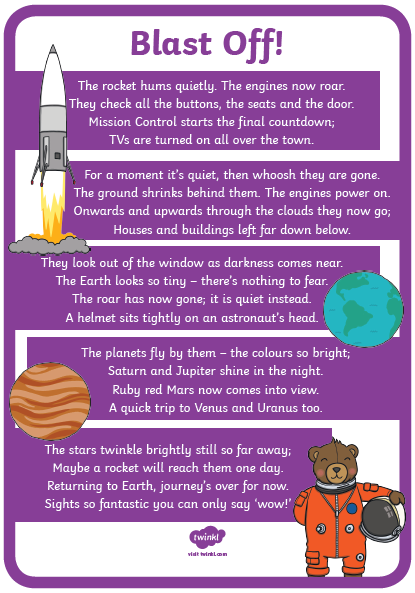 Blast Off!
The rocket hums quietly. The engines now roar.
They check all the buttons, the seats and the door.
Mission Control starts the final countdown;
TVs are turned on all over the town.
For a moment it's quiet, then whoosh they are gone.
The ground shrinks behind them. The engines power on.
Onwards and upwards through the clouds they now go;
Houses and buildings left far down below.
They look out of the window as darkness comes near.
The Earth looks so tiny – there's nothing to fear.
The roar has now gone; it is quiet instead.
A helmet sits tightly on an astronaut's head.
The planets fly by them – the colours so bright;
Saturn and Jupiter shine in the night.
Ruby red Mars now comes into view.
A quick trip to Venus and Uranus too.
The stars twinkle brightly still so far away;
Maybe a rocket will reach them one day.
Returning to Earth, journey's over for now.
Sights so fantastic you can only say 'wow!'
twinkl
visit twinkl.com